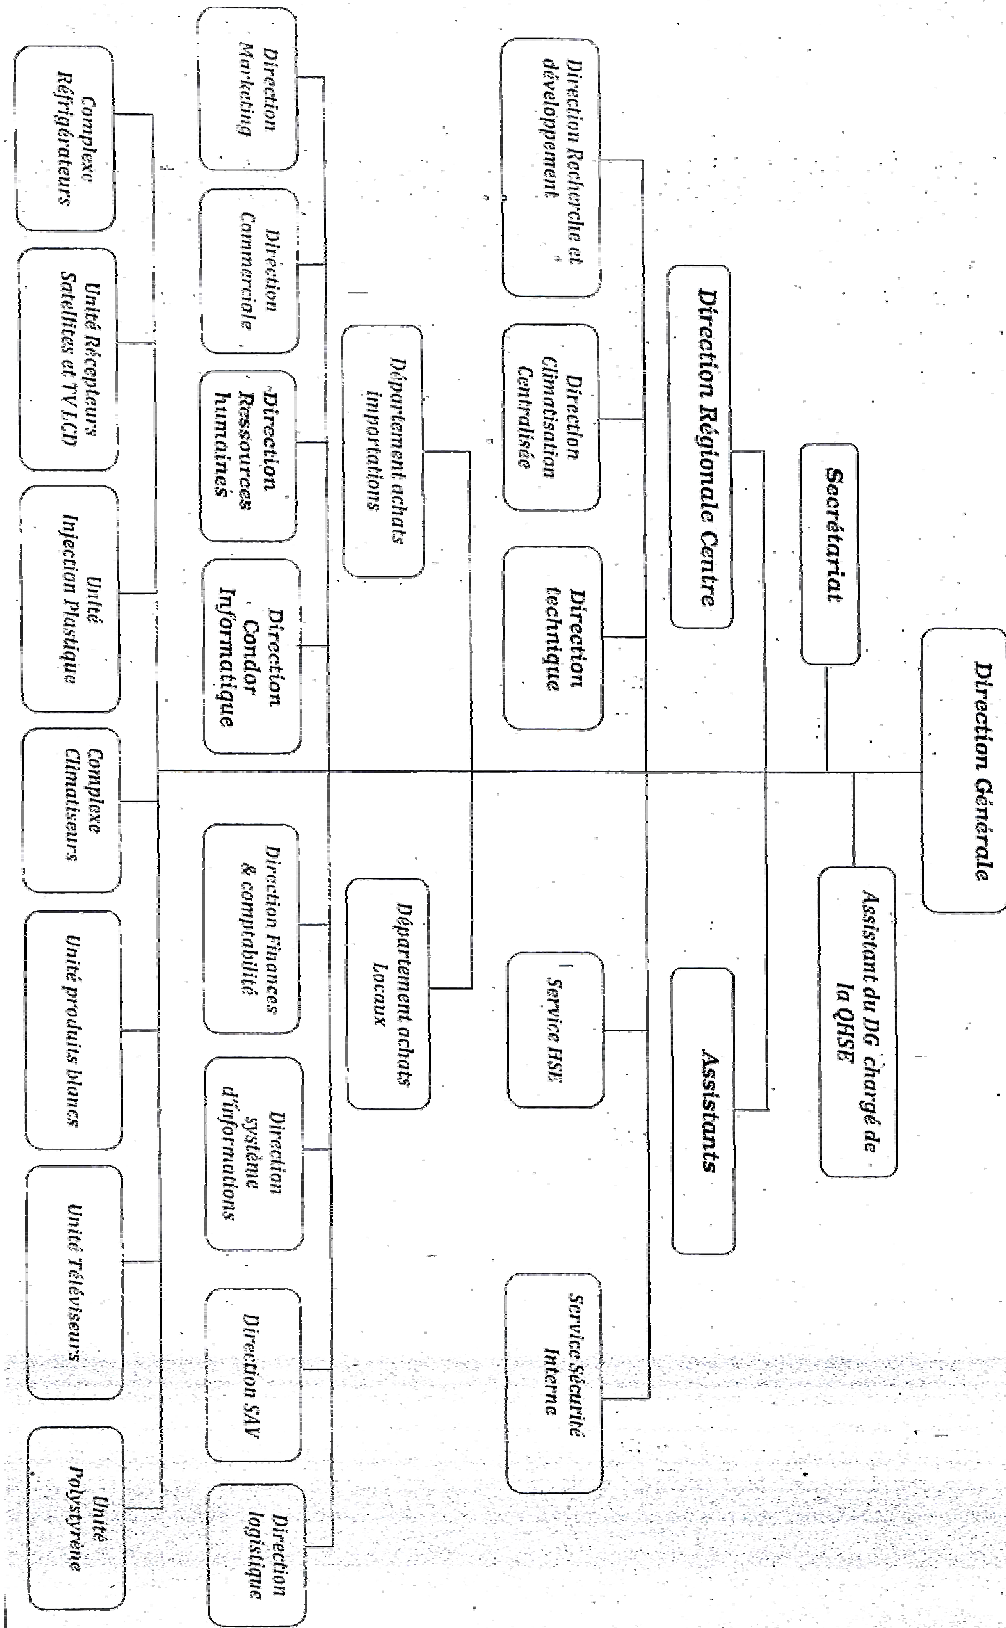 Direction Générale
Secrétariat
Assistant du DG chargé de
la QHSE
Direction Régionale Centre
Assistants
Direction Recherche et
développement
Direction
Climatisation
Centralisée
Direction
technique
Service HSE
Service Sécurité
Interne
Département achats
importations
Département achats
Locaux
Direction
Marketing
Direction
Commerciale
Direction
Ressources
humaines
Direction
Condor
Informatique
Direction Finances
& comptabilité
Direction
système
d'informations
Direction SAV
Direction
logistique
Complexe
Réfrigérateurs
Unité Récepteurs
Satellites et TV LCD
Unité
Injection Plastique
Complexe
Climatiseurs
Unité produits blancs
Unité Téléviseurs
Unité
Polystyrène